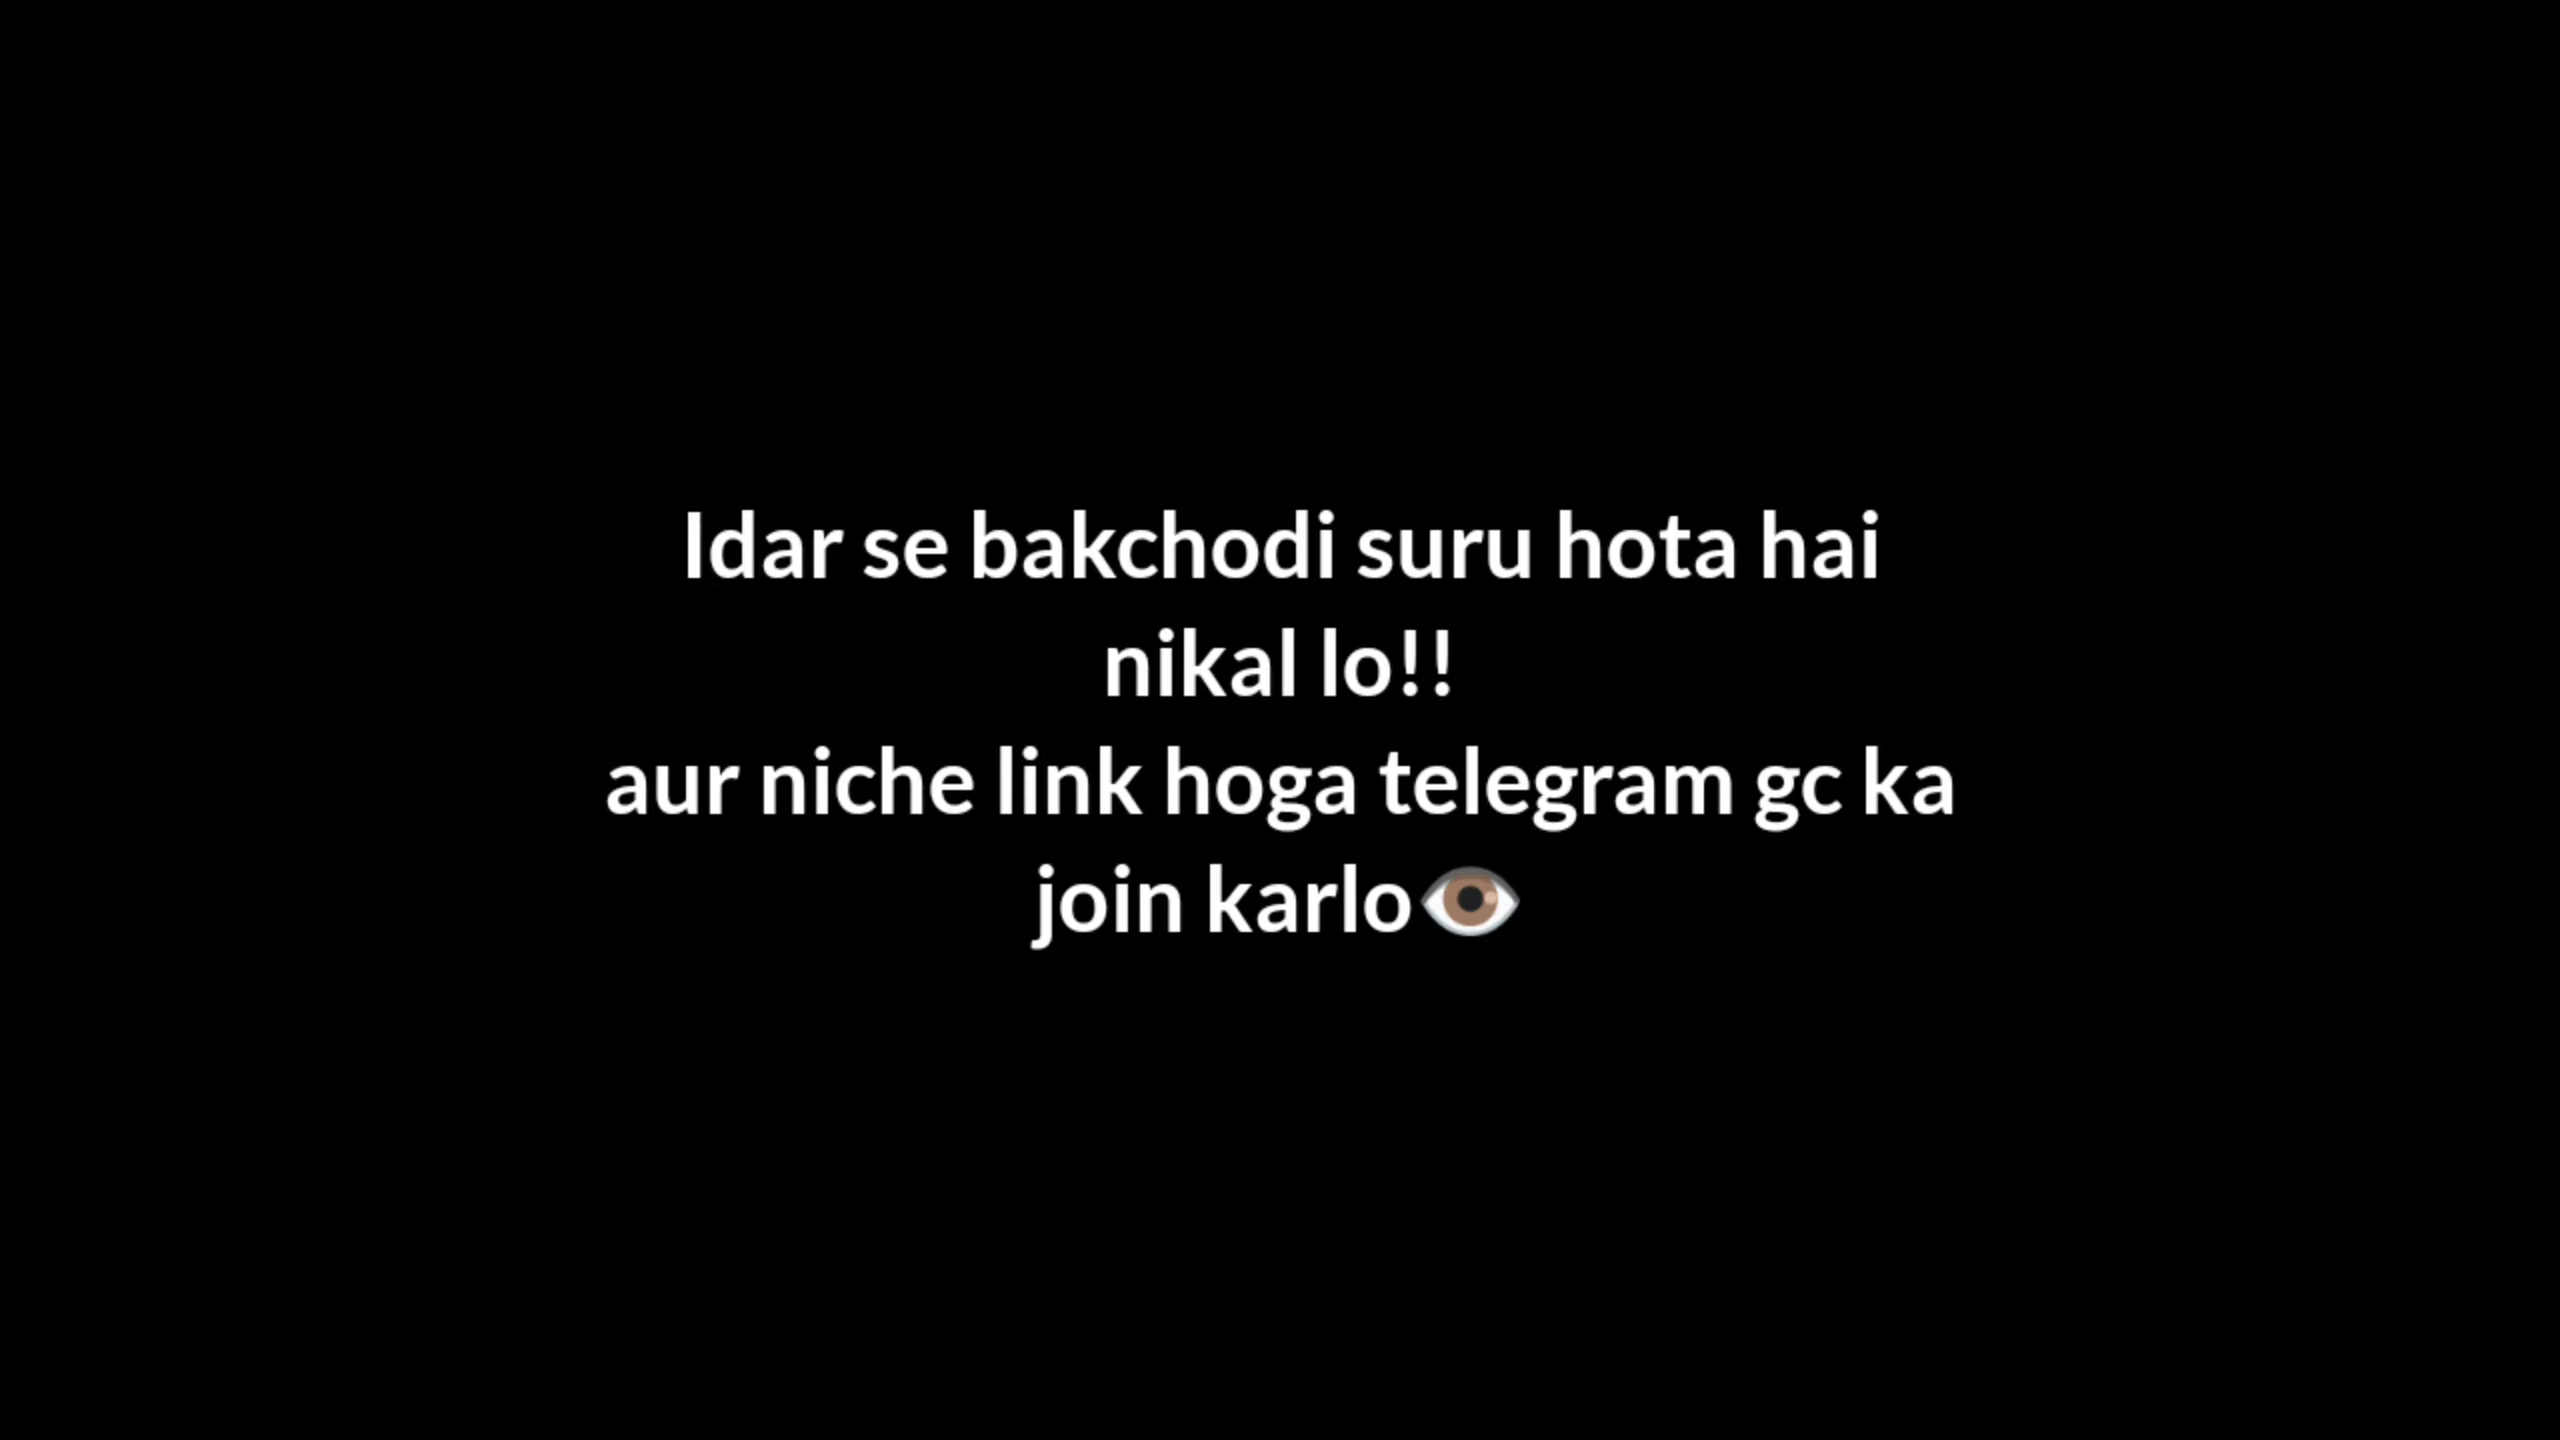 Idar se bakchodi suru hota hai
nikal lo!!
aur niche link hoga telegram gc ka
join karlo👁️